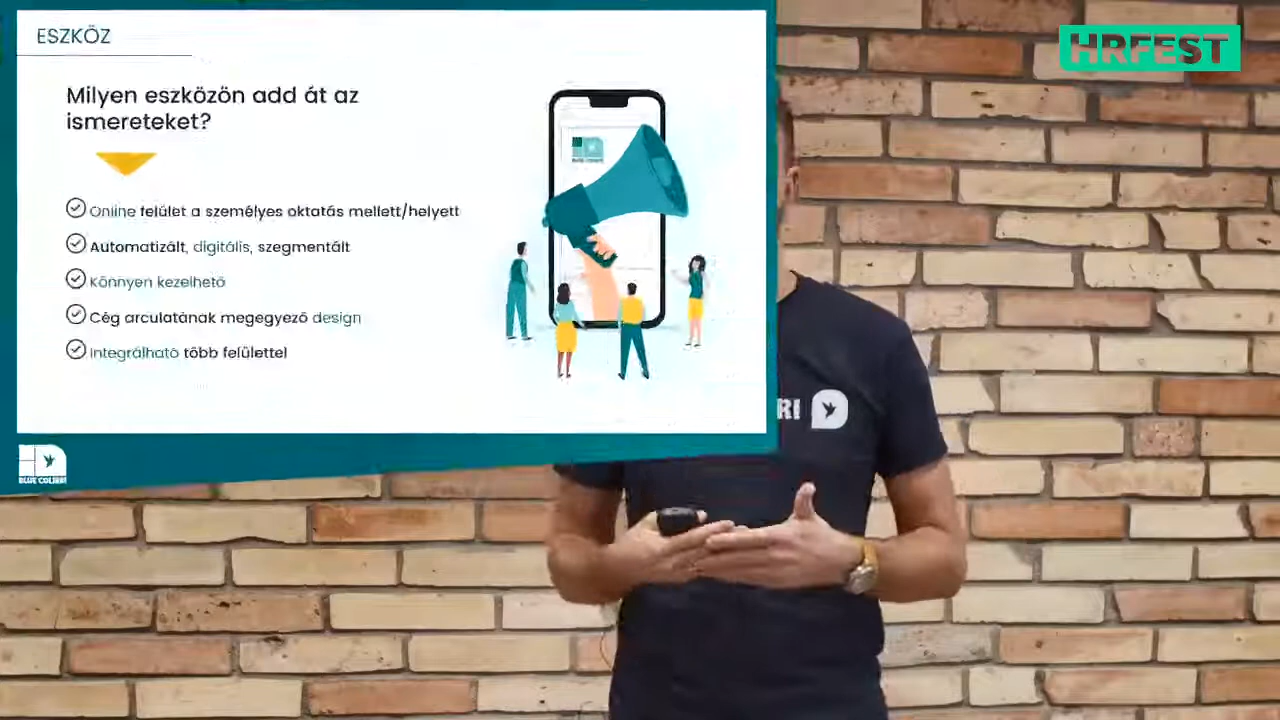 ESZKÖZ
HRFEST
Milyen eszközön add át az
ismereteket?
Online felület a személyes oktatás mellett/helyett
Automatizált, digitális, szegmentált
Könnyen kezelhető
Cég arculatának megegyező design
Integrálható több felülettel
RI
BLUE COLIBRI